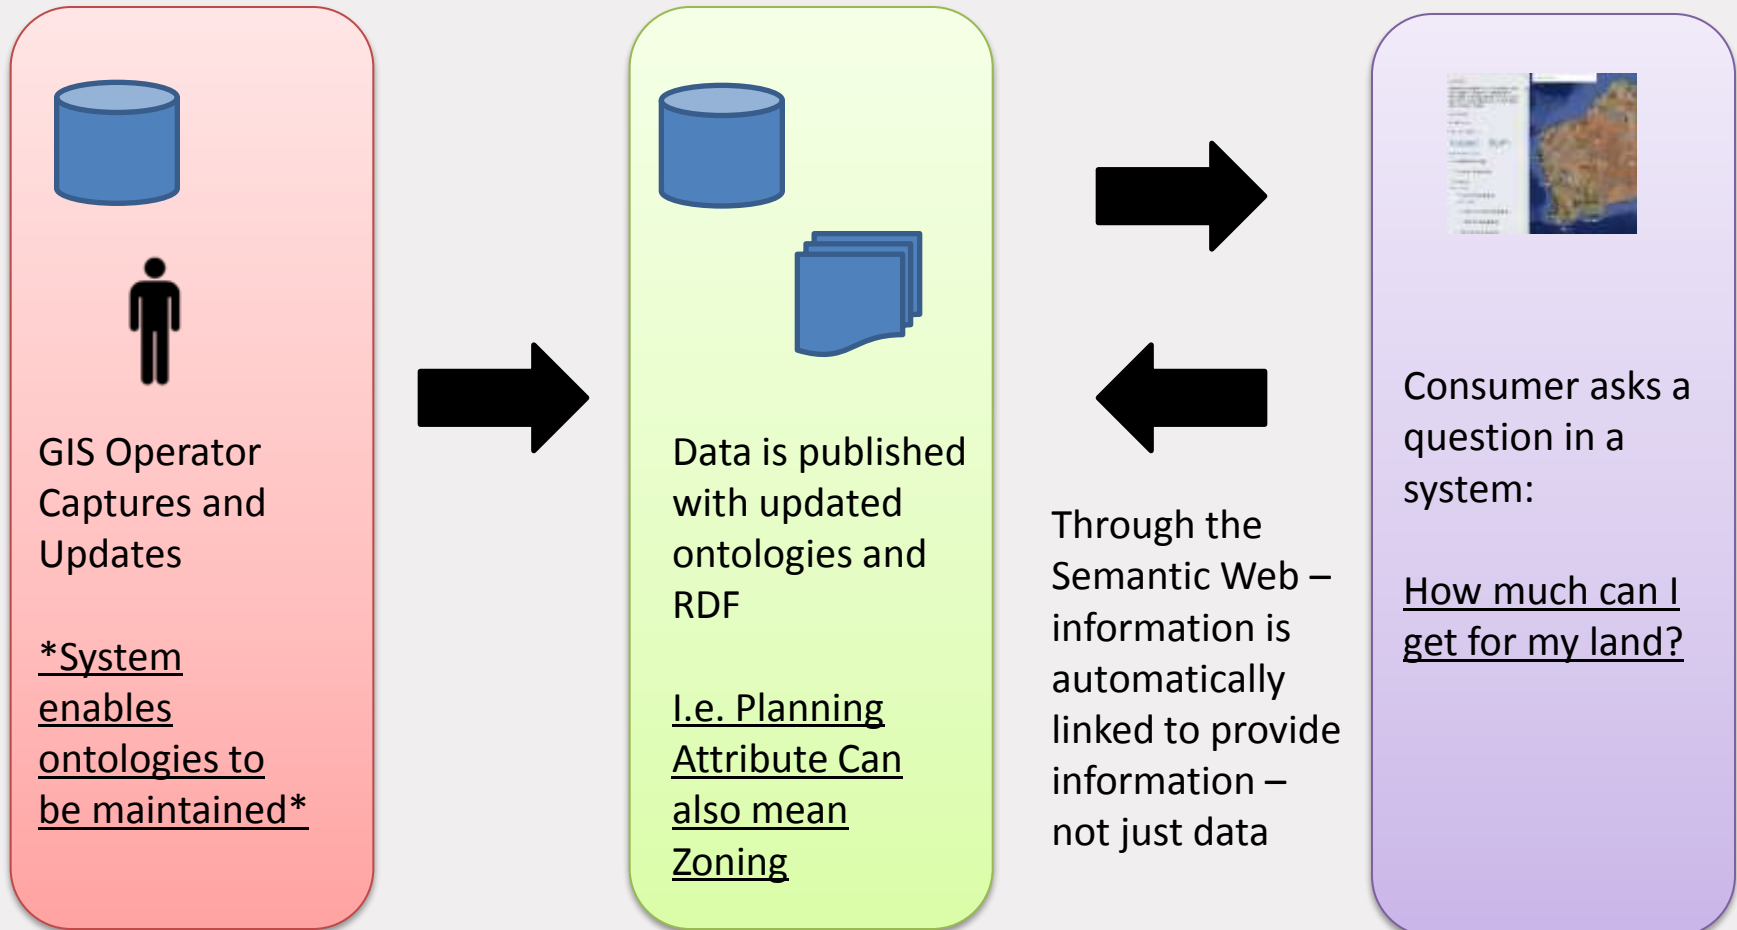 GIS Operator
Captures and
Updates
*System
enables
ontologies to
be maintained*
Data is published
with updated
ontologies and
RDF
I.e. Planning
Attribute Can
also mean
Zoning
Through the
Semantic Web –
information is
automatically
linked to provide
information –
not just data
Consumer asks a
question in a
system:
How much can I
get for my land?